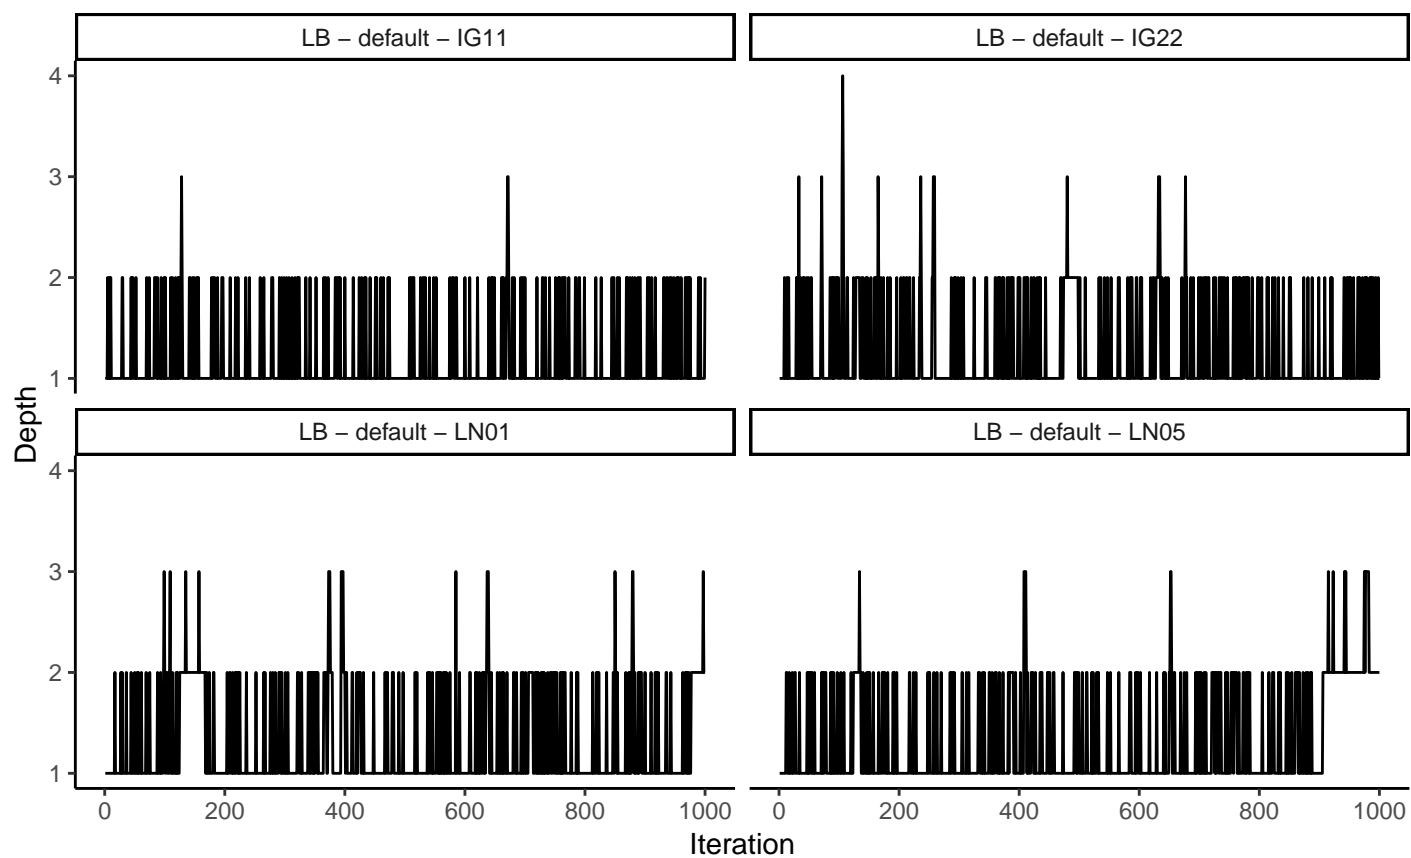 LB – default – IG11
LB – default – IG22
4
3
2
1
Depth
LB – default – LN01
LB – default – LN05
4
3
2
1
0 200 400 600 800 1000
0 200 400 600 800 1000
Iteration